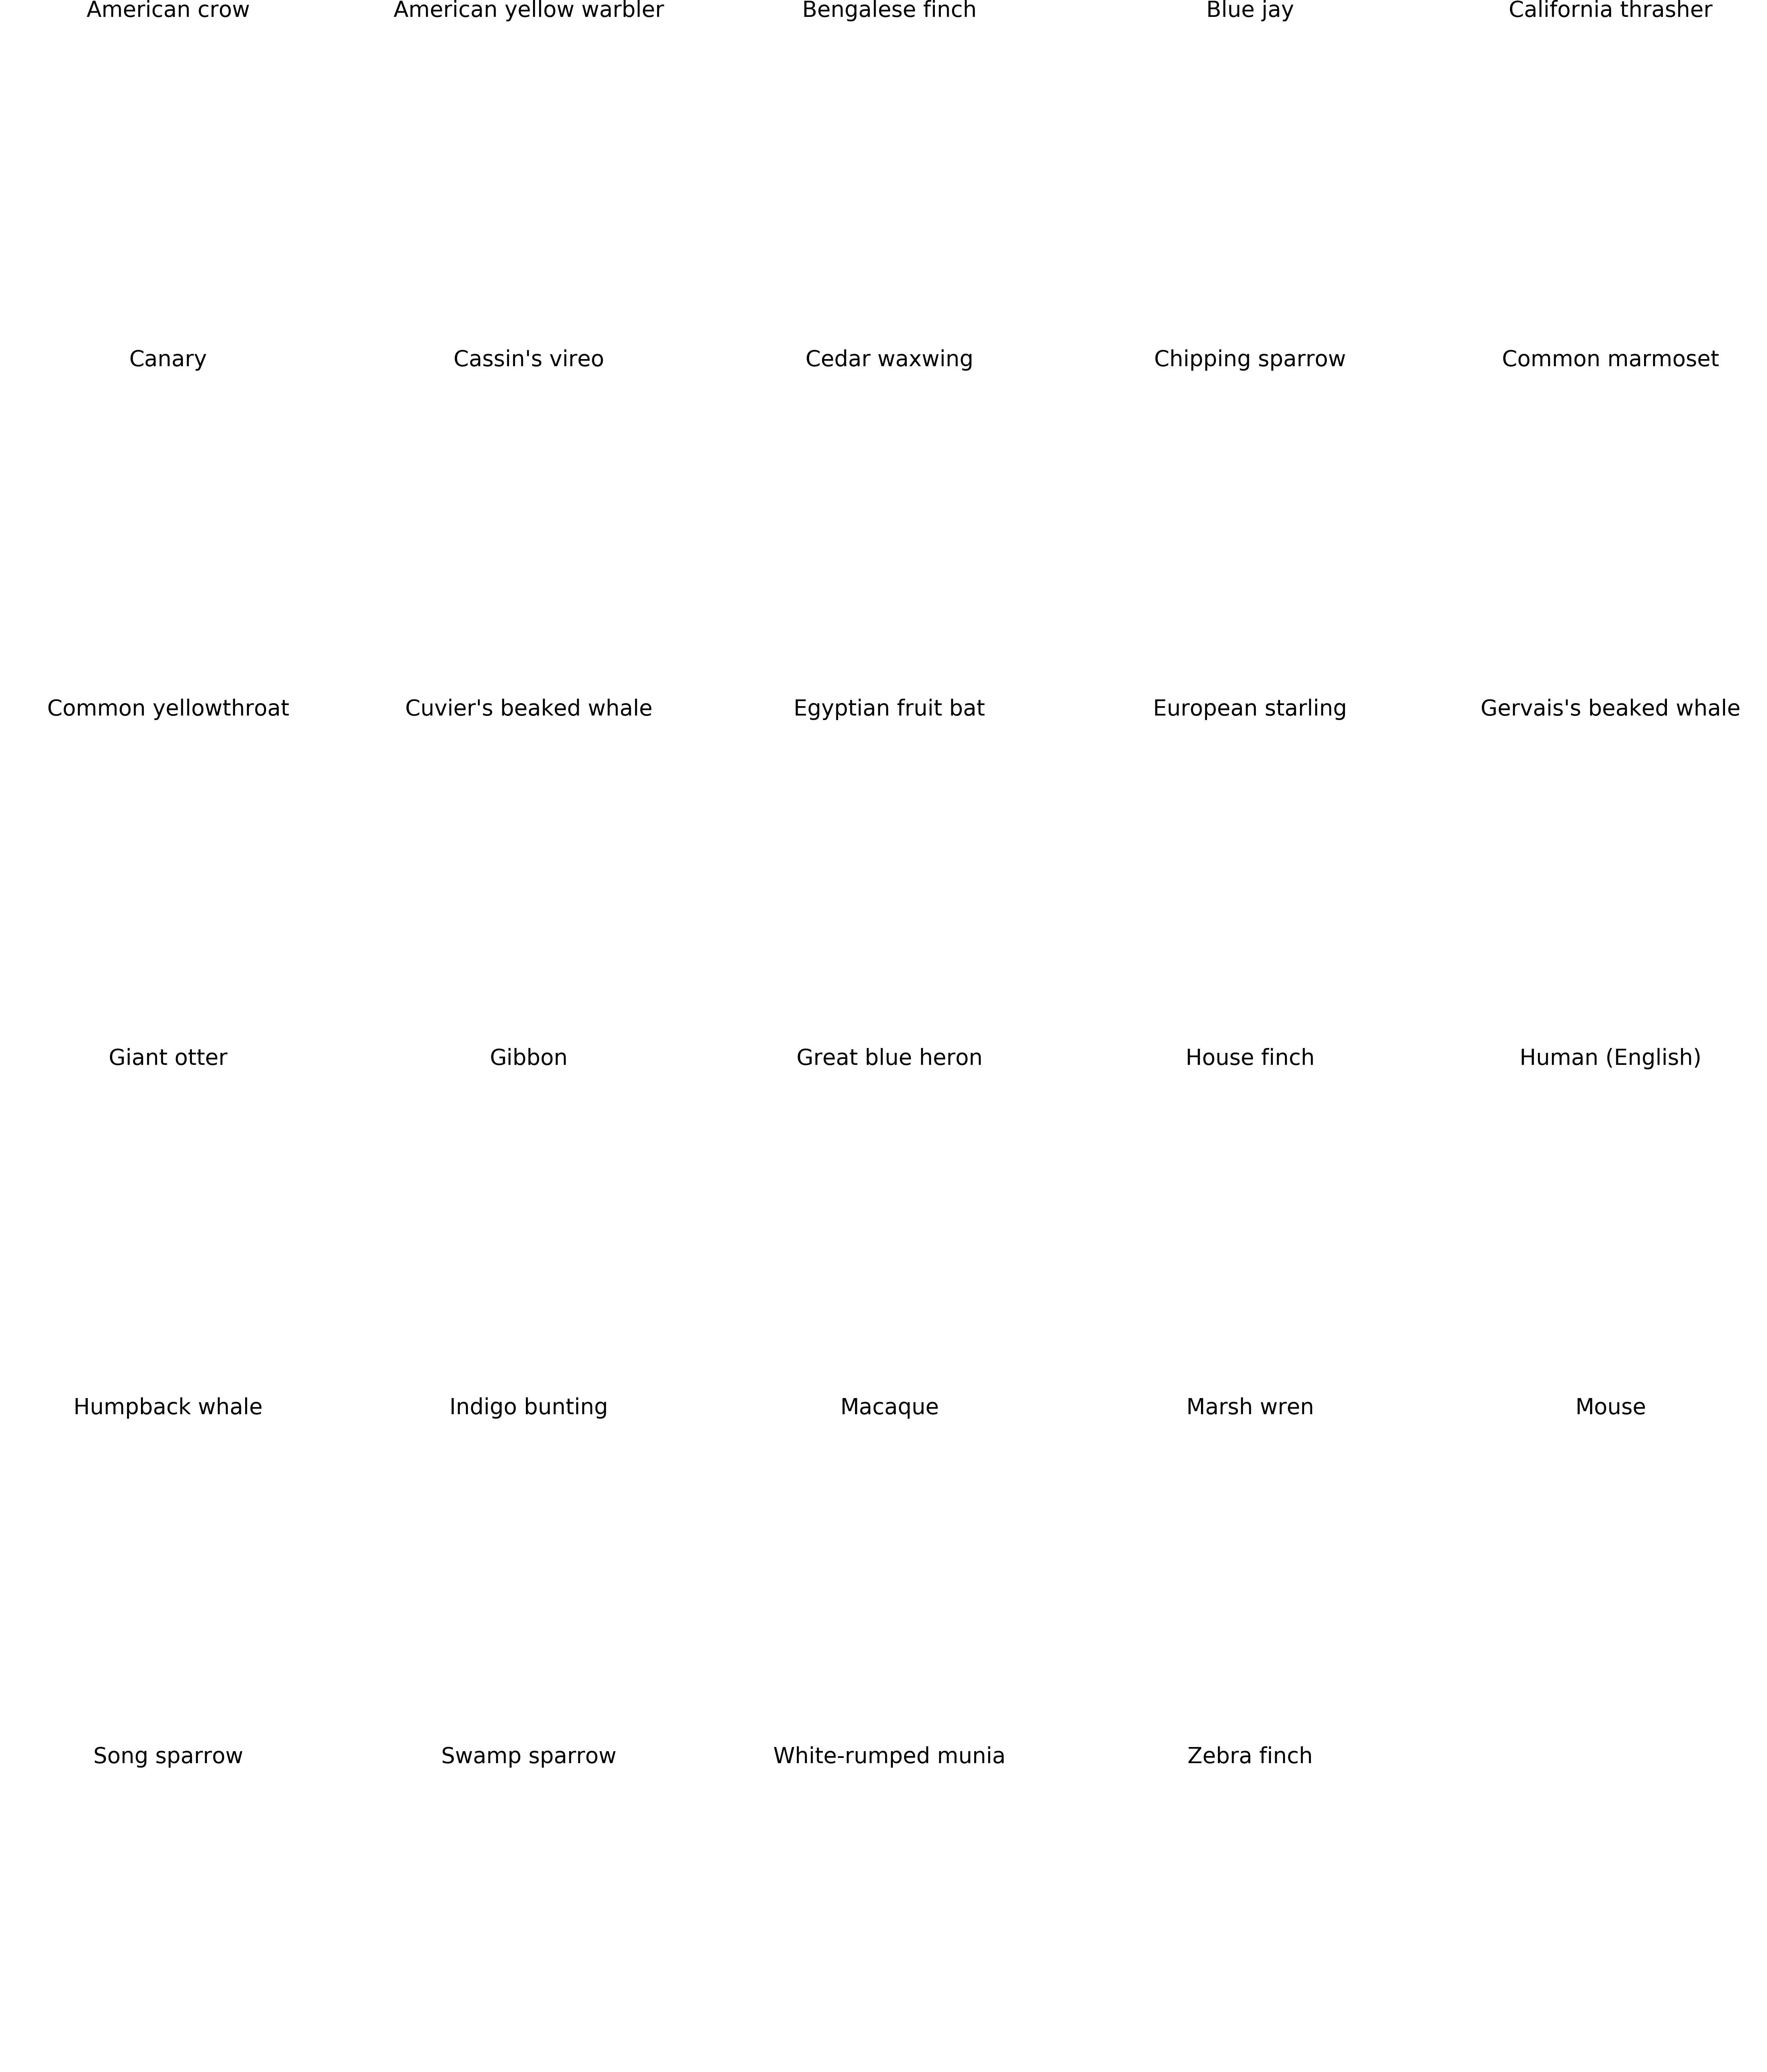 American crow
American yellow warbler
Bengalese finch
Blue jay
California thrasher
Canary
Cassin's vireo
Cedar waxwing
Chipping sparrow
Common marmoset
Common yellowthroat
Cuvier's beaked whale
Egyptian fruit bat
European starling
Gervais's beaked whale
Giant otter
Gibbon
Great blue heron
House finch
Human (English)
Humpback whale
Indigo bunting
Macaque
Marsh wren
Mouse
Song sparrow
Swamp sparrow
White-rumped munia
Zebra finch